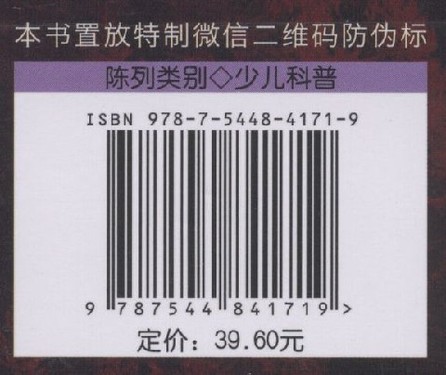 本书置放特制微信二维码防伪标
陈列类别◇少儿科普
ISBN 978-7-5448-4171-9
9 787544 841719 >
定价：39.60元